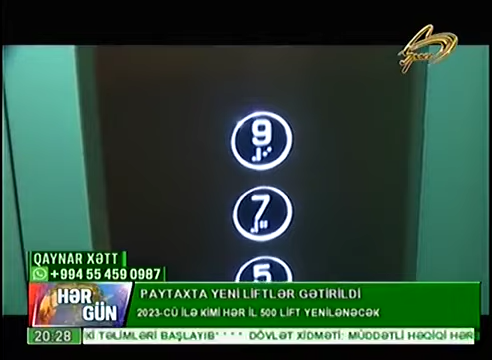 9
7
5
QAYNAR XƏTT
+994 55 459 0987
HƏR GÜN
PAYTAXTA YENİ LİFTLƏR GƏTİRİLDİ
2023-CÜ İLƏ KİMİ HƏR İL 500 LİFT YENİLƏNƏCƏK
20:28
Kİ TƏLİMLƏRİ BAŞLAYIB DÖVLƏT XİDMƏTİ: MÜDDƏTLİ HƏQİQİ HƏR